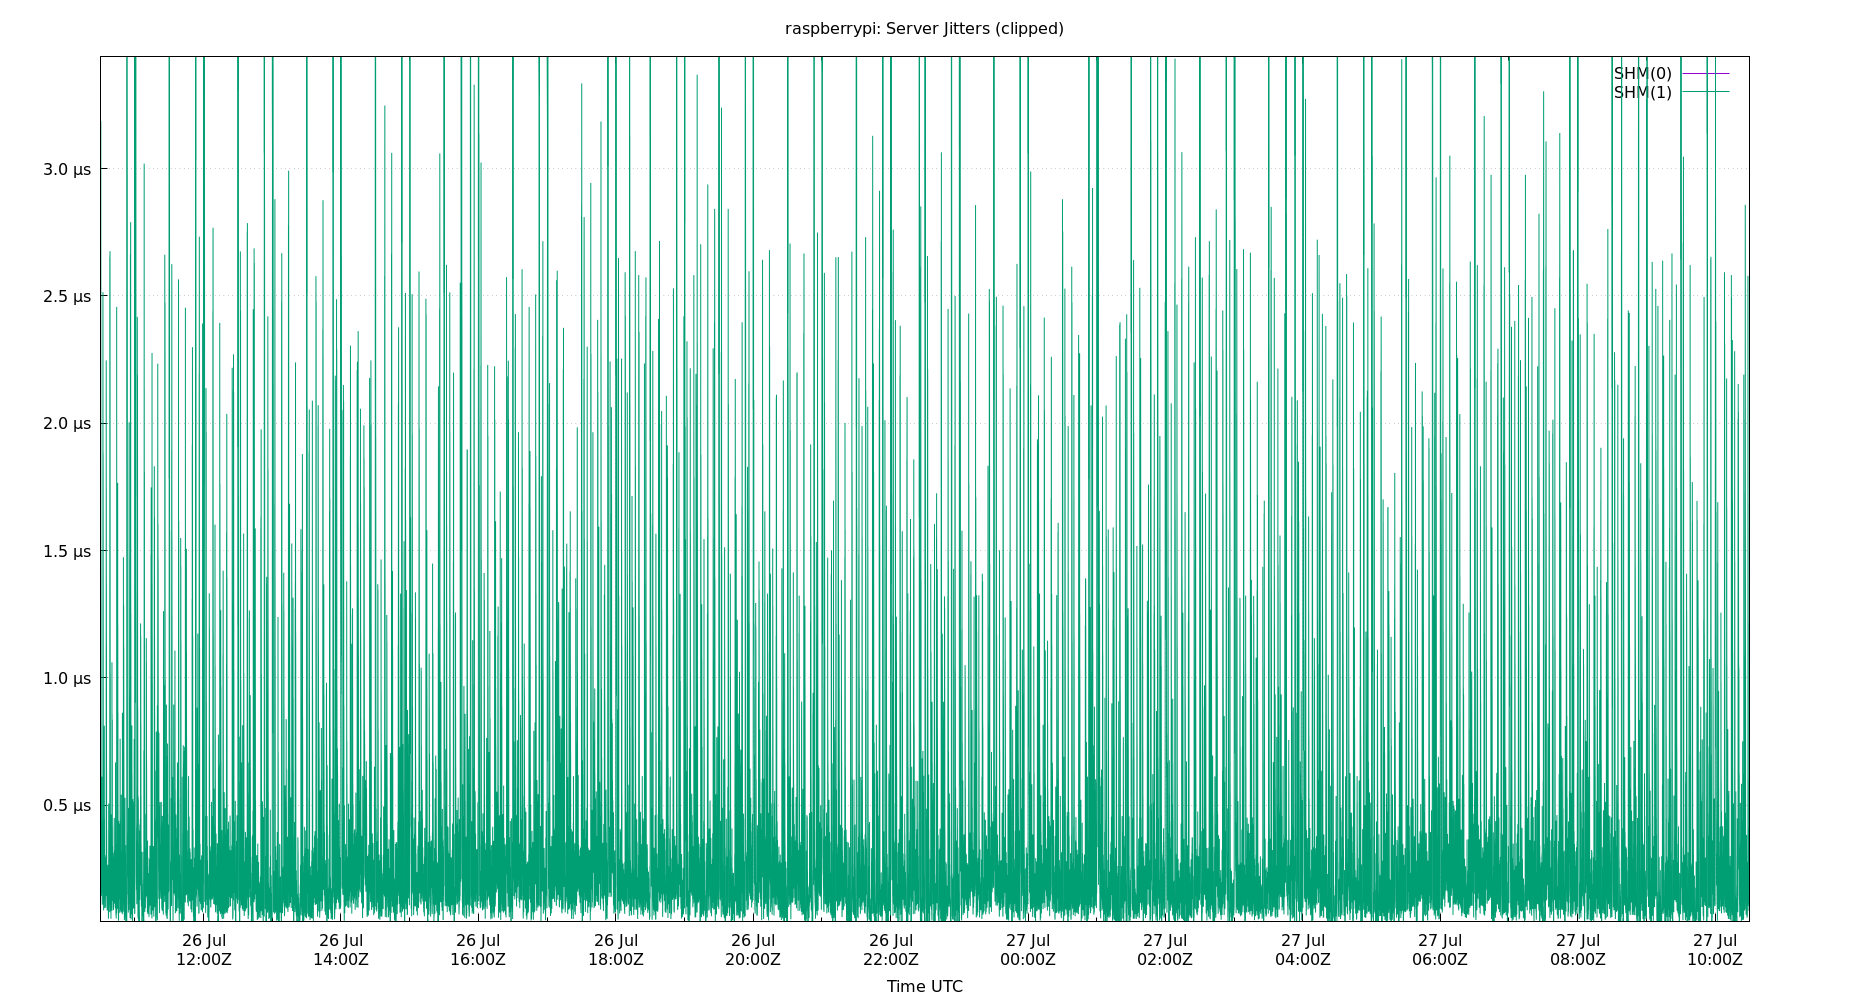 raspberrypi: Server Jitters (clipped)
SHM(0)
SHM(1)
3.0 µs
2.5 µs
2.0 µs
1.5 µs
1.0 µs
0.5 µs
26 Jul 26 Jul 26 Jul 26 Jul 26 Jul 26 Jul 27 Jul 27 Jul 27 Jul 27 Jul 27 Jul 27 Jul
12:00Z 14:00Z 16:00Z 18:00Z 20:00Z 22:00Z 00:00Z 02:00Z 04:00Z 06:00Z 08:00Z 10:00Z
Time UTC